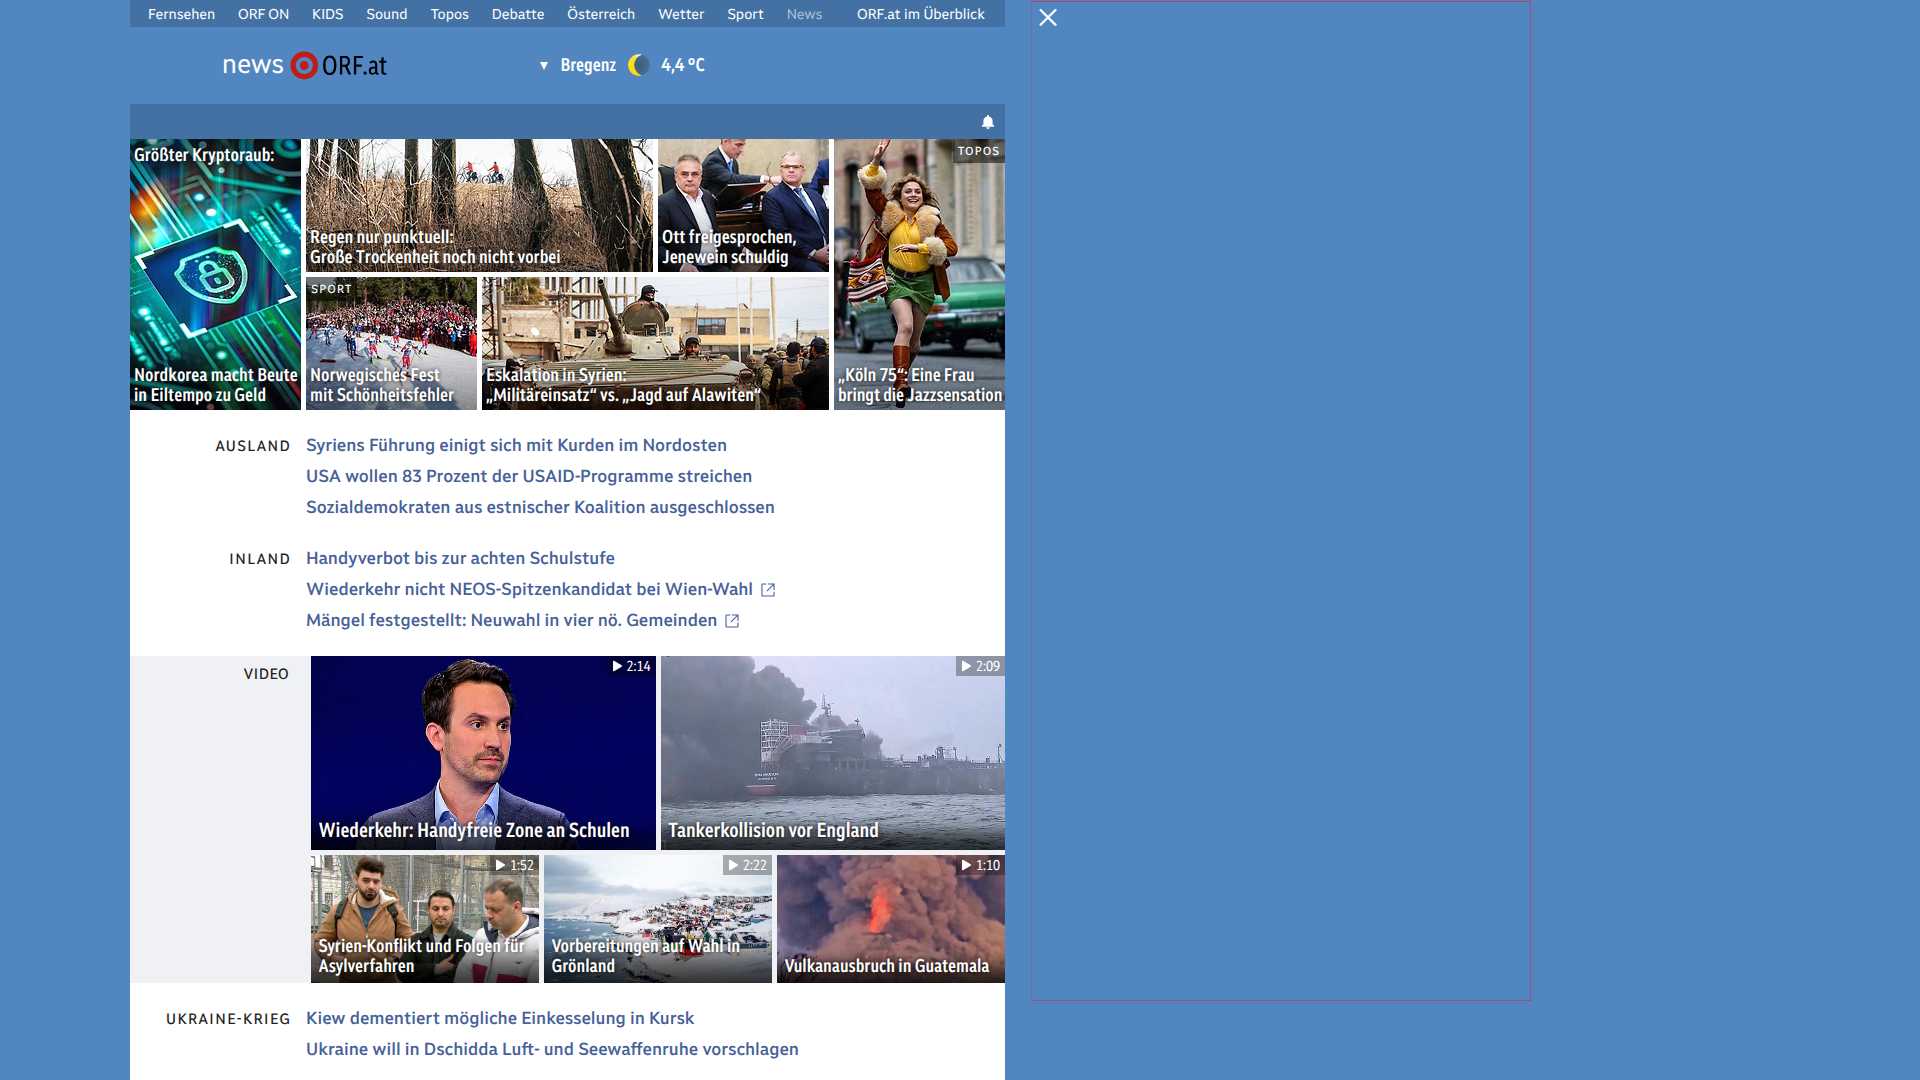 Fernsehen ORF ON KIDS Sound Topos Debatte Österreich Wetter Sport News ORF.at im Überblick
news ORF.at
▼ Bregenz 4,4 °C
Größter Kryptoraub:
Nordkorea macht Beute
in Eiltempo zu Geld
Regen nur punktuell:
Große Trockenheit noch nicht vorbei
Ott freigesprochen,
Jenewein schuldig
TOPOS
„Köln 75“: Eine Frau
bringt die Jazzsensation
SPORT
Norwegisches Fest
mit Schönheitsfehler
Eskalation in Syrien:
„Militäreinsatz“ vs. „Jagd auf Alawiten“
AUSLAND
Syriens Führung einigt sich mit Kurden im Nordosten
USA wollen 83 Prozent der USAID-Programme streichen
Sozialdemokraten aus estnischer Koalition ausgeschlossen
INLAND
Handyverbot bis zur achten Schulstufe
Wiederkehr nicht NEOS-Spitzenkandidat bei Wien-Wahl
Mängel festgestellt: Neuwahl in vier nö. Gemeinden
VIDEO
2:14
Wiederkehr: Handyfreie Zone an Schulen
2:09
Tankerkollision vor England
1:52
Syrien-Konflikt und Folgen für
Asylverfahren
2:22
Vorbereitungen auf Wahl in
Grönland
1:10
Vulkanausbruch in Guatemala
UKRAINE-KRIEG
Kiew dementiert mögliche Einkesselung in Kursk
Ukraine will in Dschidda Luft- und Seewaffenruhe vorschlagen